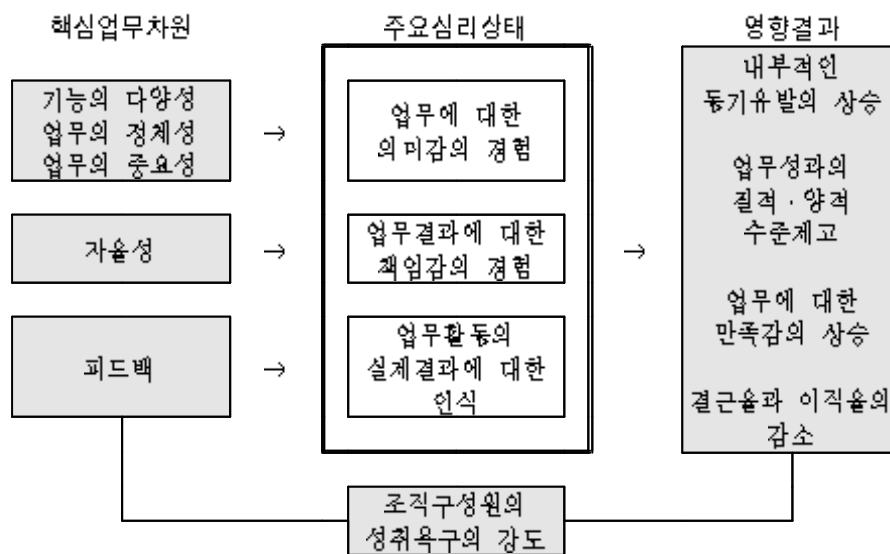 핵심업무차원
주요심리상태
영향결과
기능의 다양성
업무의 정체성
업무의 중요성
→
업무에 대한
의미감의 경험
자율성
→
업무결과에 대한
책임감의 경험
→
피드백
→
업무활동의
실제결과에 대한
인식
내부적인
동기유발의 상승
업무성과의
질적·양적
수준제고
업무에 대한
만족감의 상승
결근율과 이직율의
감소
조직구성원의
성취욕구의 강도